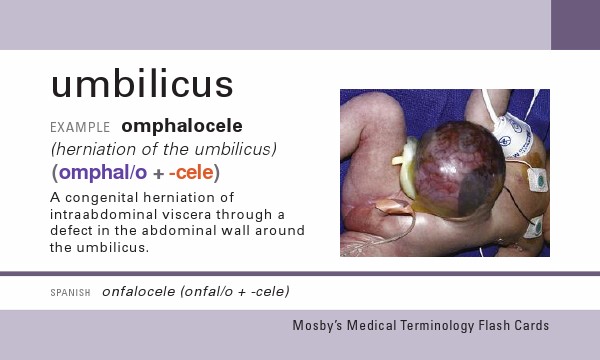 umbilicus
EXAMPLE omphalocele
(herniation of the umbilicus)
(omphal/o + -cele)
A congenital herniation of
intraabdominal viscera through a
defect in the abdominal wall around
the umbilicus.
SPANISH onfalocele (onfal/o + -cele)
Mosby's Medical Terminology Flash Cards